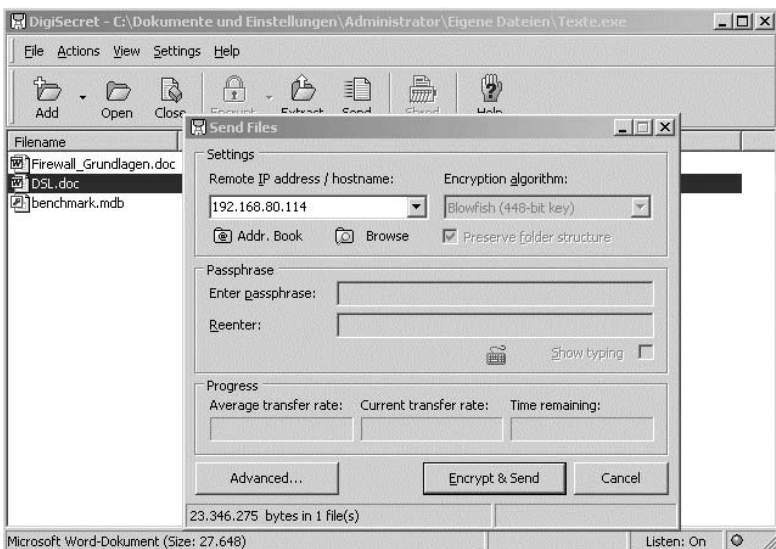 DigiSecret - C:\Dokumente und Einstellungen\Administrator\Eigene Dateien\Texte.exe
File Actions View Settings Help
Add Open Close Encrypt Extract Send Shred Help
Send Files
Filename
Firewall_Grundlagen.doc
DSL.doc
benchmark.mdb
Settings
Remote IP address / hostname: Encryption algorithm:
192.168.80.114 Blowfish (448-bit key)
Addr. Book Browse Preserve folder structure
Passphrase
Enter passphrase:
Reenter:
Show typing
Progress
Average transfer rate: Current transfer rate: Time remaining:
Advanced... Encrypt & Send Cancel
23.346.275 bytes in 1 file(s)
Microsoft Word-Dokument (Size: 27.648) Listen: On